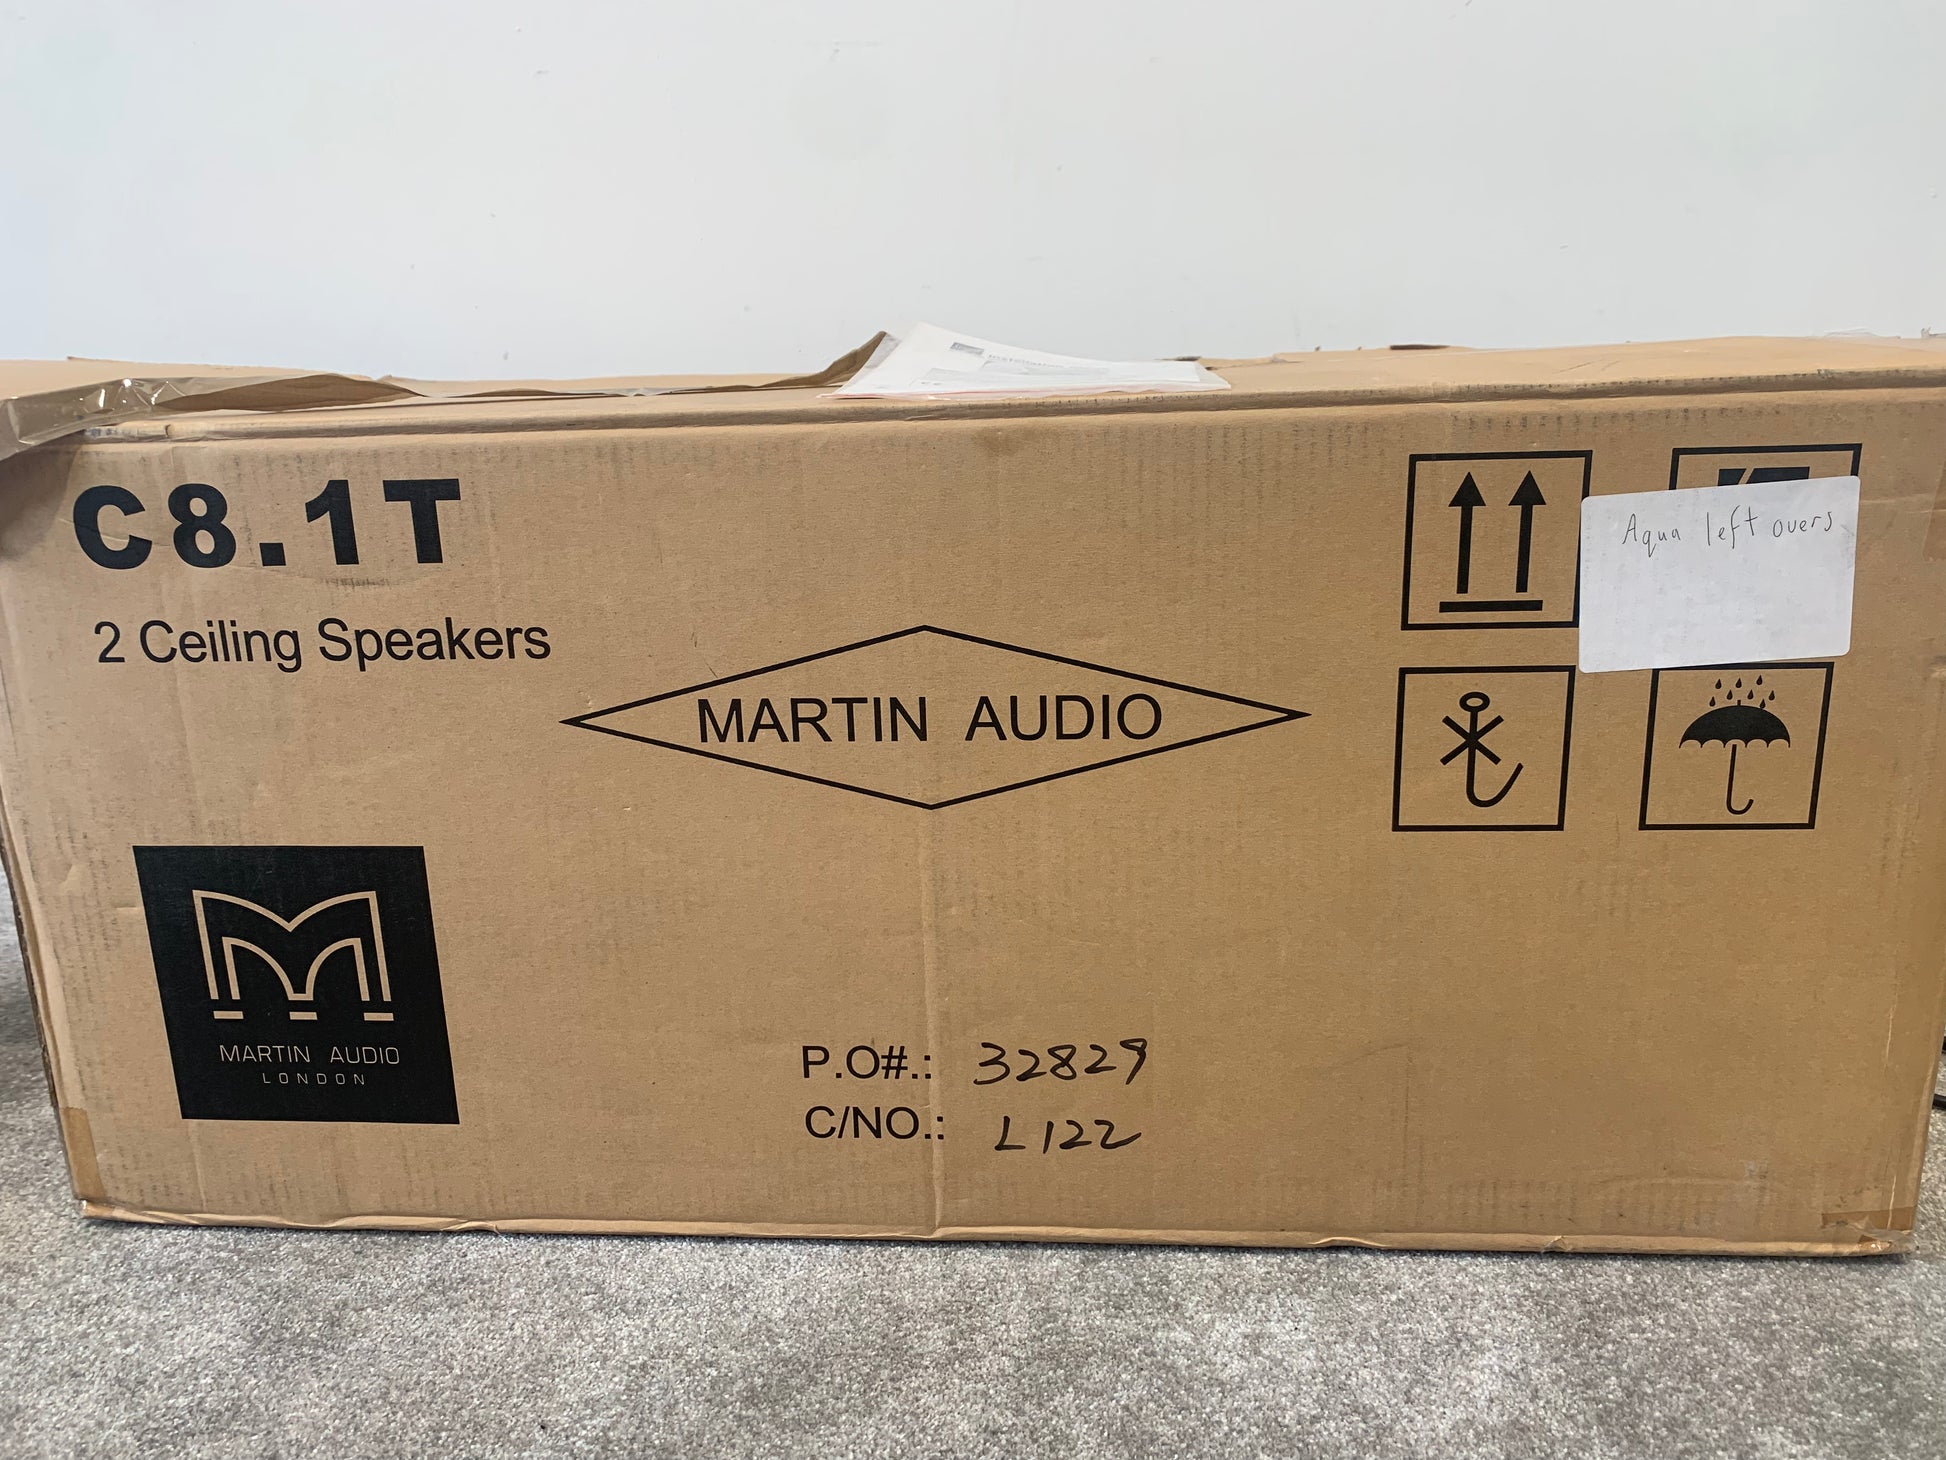 C8.1T
2 Ceiling Speakers
MARTIN AUDIO
Aqua left overs
MARTIN AUDIO
LONDON
P.O#.: 32829
C/NO.: L122